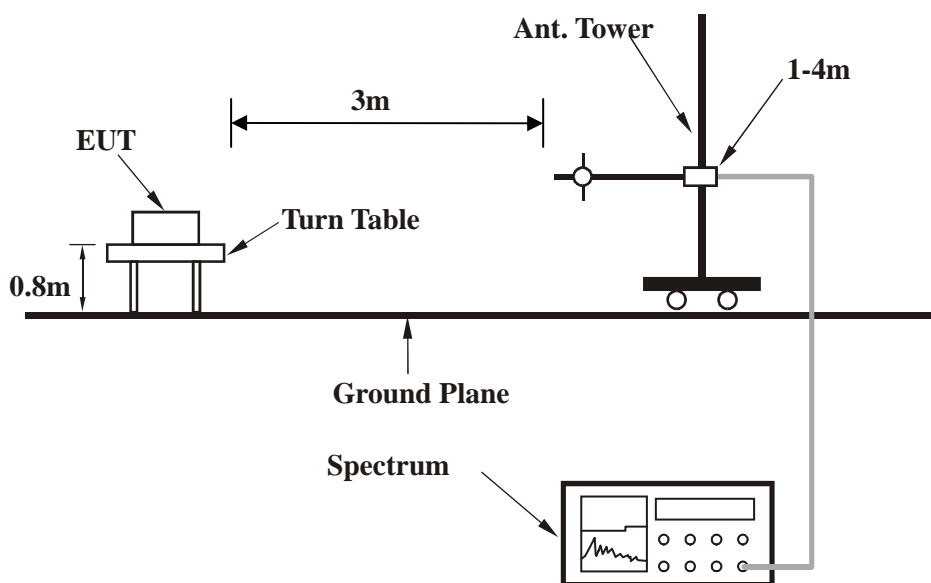 Ant. Tower
1-4m
3m
EUT
Turn Table
0.8m
Ground Plane
Spectrum